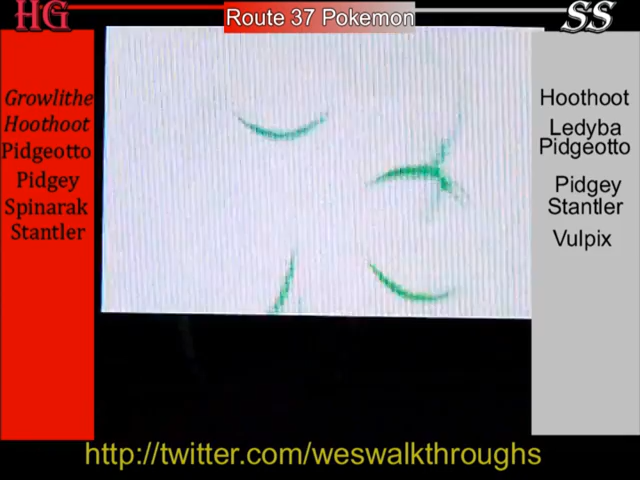 HG
Route 37 Pokemon
SS
Growlithe
Hoothoot
Pidgeotto
Pidgey
Spinarak
Stantler
Hoothoot
Ledyba
Pidgeotto
Pidgey
Stantler
Vulpix
http://twitter.com/weswalkthroughs